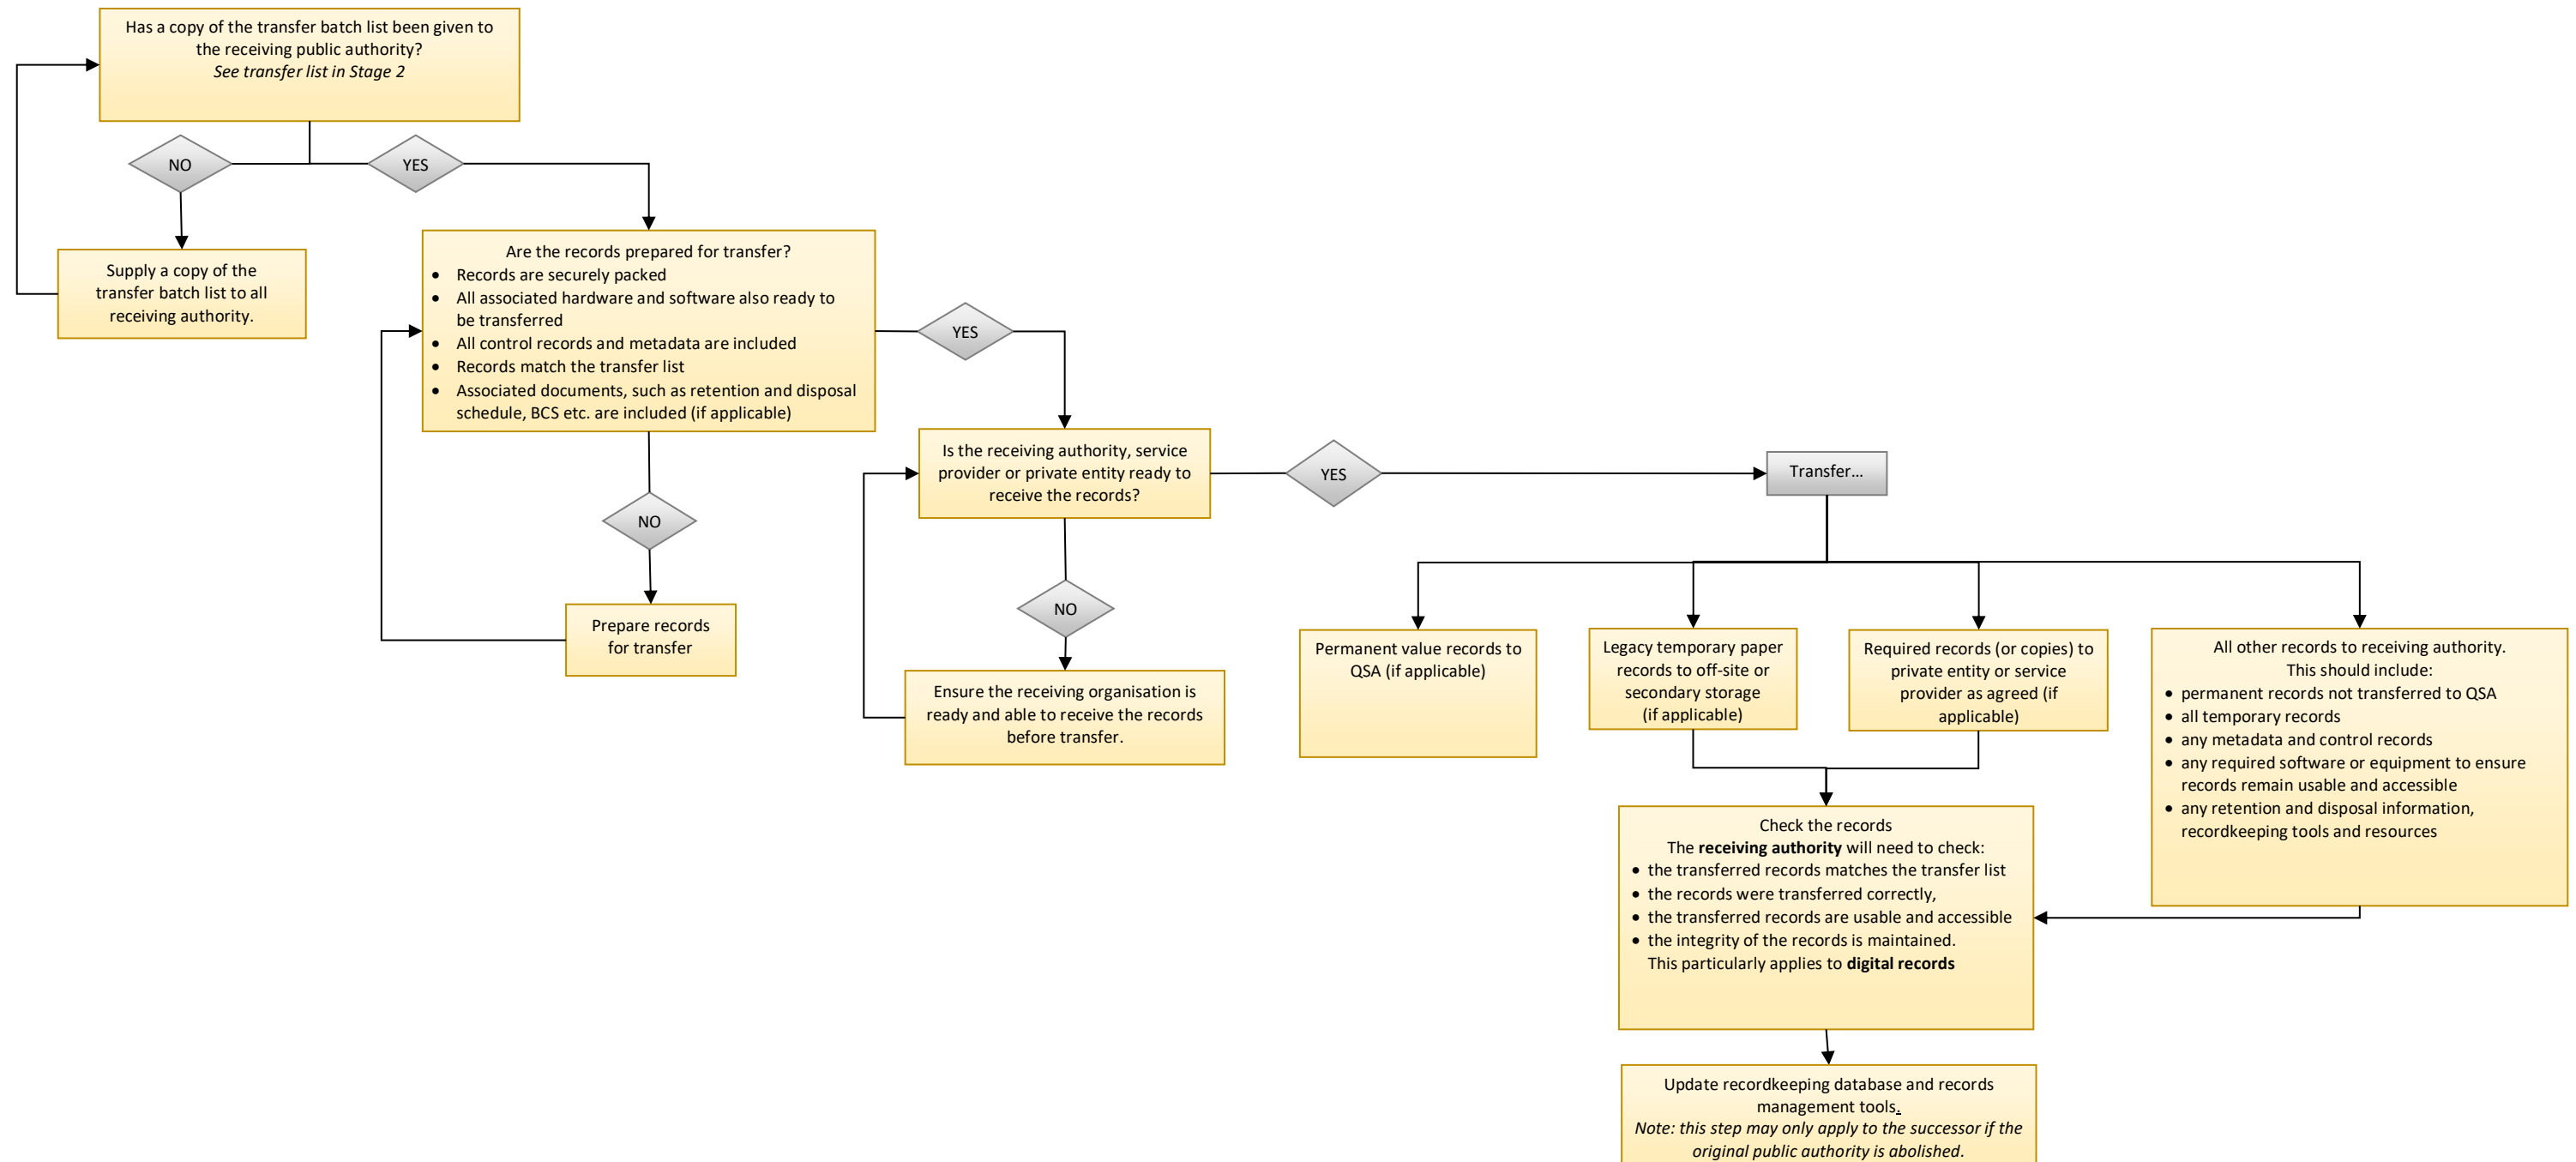 Has a copy of the transfer batch list been given to
the receiving public authority?
See transfer list in Stage 2
NO
YES
Supply a copy of the
transfer batch list to all
receiving authority.
Are the records prepared for transfer?
• Records are securely packed
• All associated hardware and software also ready to
be transferred
• All control records and metadata are included
• Records match the transfer list
• Associated documents, such as retention and disposal
schedule, BCS etc. are included (if applicable)
YES
NO
Prepare records
for transfer
Is the receiving authority, service
provider or private entity ready to
receive the records?
YES
NO
Ensure the receiving organisation is
ready and able to receive the records
before transfer.
Transfer...
Permanent value records to
QSA (if applicable)
Legacy temporary paper
records to off-site or
secondary storage
(if applicable)
Required records (or copies) to
private entity or service
provider as agreed (if
applicable)
All other records to receiving authority.
This should include:
• permanent records not transferred to QSA
• all temporary records
• any metadata and control records
• any required software or equipment to ensure
records remain usable and accessible
• any retention and disposal information,
recordkeeping tools and resources
Check the records
The receiving authority will need to check:
• the transferred records matches the transfer list
• the records were transferred correctly,
• the transferred records are usable and accessible
• the integrity of the records is maintained.
This particularly applies to digital records
Update recordkeeping database and records
management tools.
Note: this step may only apply to the successor if the
original public authority is abolished.